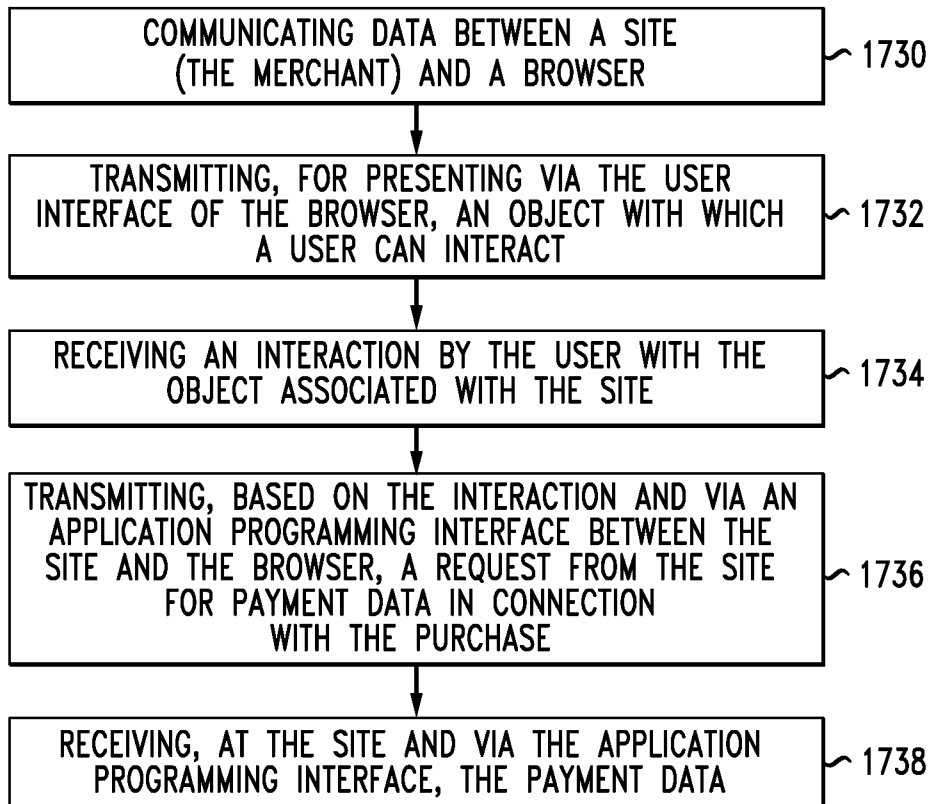 COMMUNICATING DATA BETWEEN A SITE
(THE MERCHANT) AND A BROWSER
1730
TRANSMITTING, FOR PRESENTING VIA THE USER
INTERFACE OF THE BROWSER, AN OBJECT WITH WHICH
A USER CAN INTERACT
1732
RECEIVING AN INTERACTION BY THE USER WITH THE
OBJECT ASSOCIATED WITH THE SITE
1734
TRANSMITTING, BASED ON THE INTERACTION AND VIA AN
APPLICATION PROGRAMMING INTERFACE BETWEEN THE
SITE AND THE BROWSER, A REQUEST FROM THE SITE
FOR PAYMENT DATA IN CONNECTION
WITH THE PURCHASE
1736
RECEIVING, AT THE SITE AND VIA THE APPLICATION
PROGRAMMING INTERFACE, THE PAYMENT DATA
1738